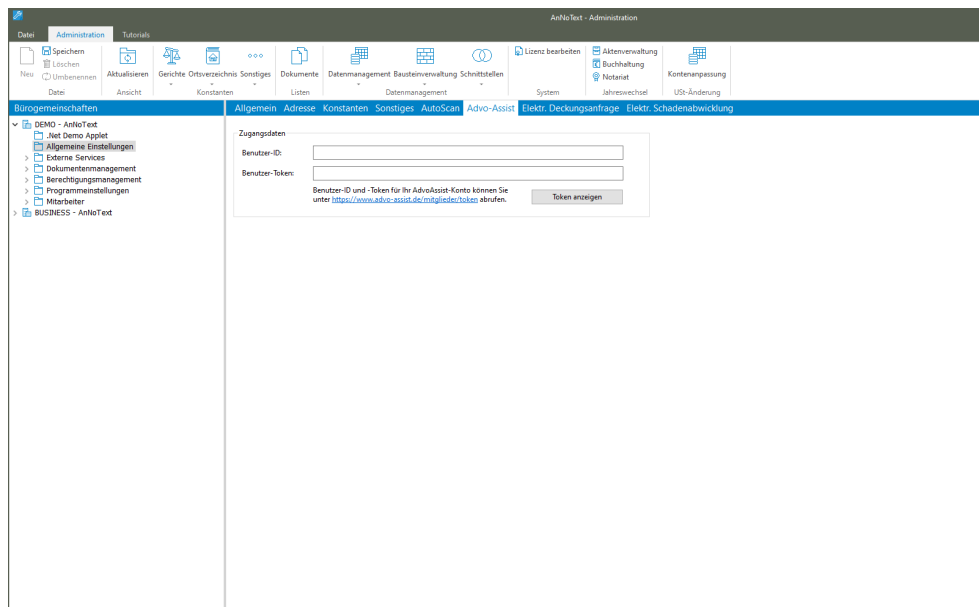 AnNoText - Administration
Datei Administration Tutorials
Neu
Speichern
Löschen
Umbenennen
Datei
Aktualisieren
Ansicht
Gerichte Ortsverzeichnis Sonstiges
Konstanten
Dokumente
Listen
Datenmanagement Bausteinverwaltung Schnittstellen
Datenmanagement
Lizenz bearbeiten
System
Aktenverwaltung
Buchhaltung
Notariat
Jahreswechsel
Kontenanpassung
USt-Änderung
Bürogemeinschaften
DEMO - AnNoText
.Net Demo Applet
Allgemeine Einstellungen
Externe Services
Dokumentenmanagement
Berechtigungsmanagement
Programmeinstellungen
Mitarbeiter
BUSINESS - AnNoText
Allgemein Adresse Konstanten Sonstiges AutoScan Advo-Assist Elektr. Deckungsanfrage Elektr. Schadenabwicklung
Zugangsdaten
Benutzer-ID:
Benutzer-Token:
Benutzer-ID und -Token für Ihr AdvoAssist-Konto können Sie
unter https://www.advo-assist.de/mitglieder/token abrufen.
Token anzeigen